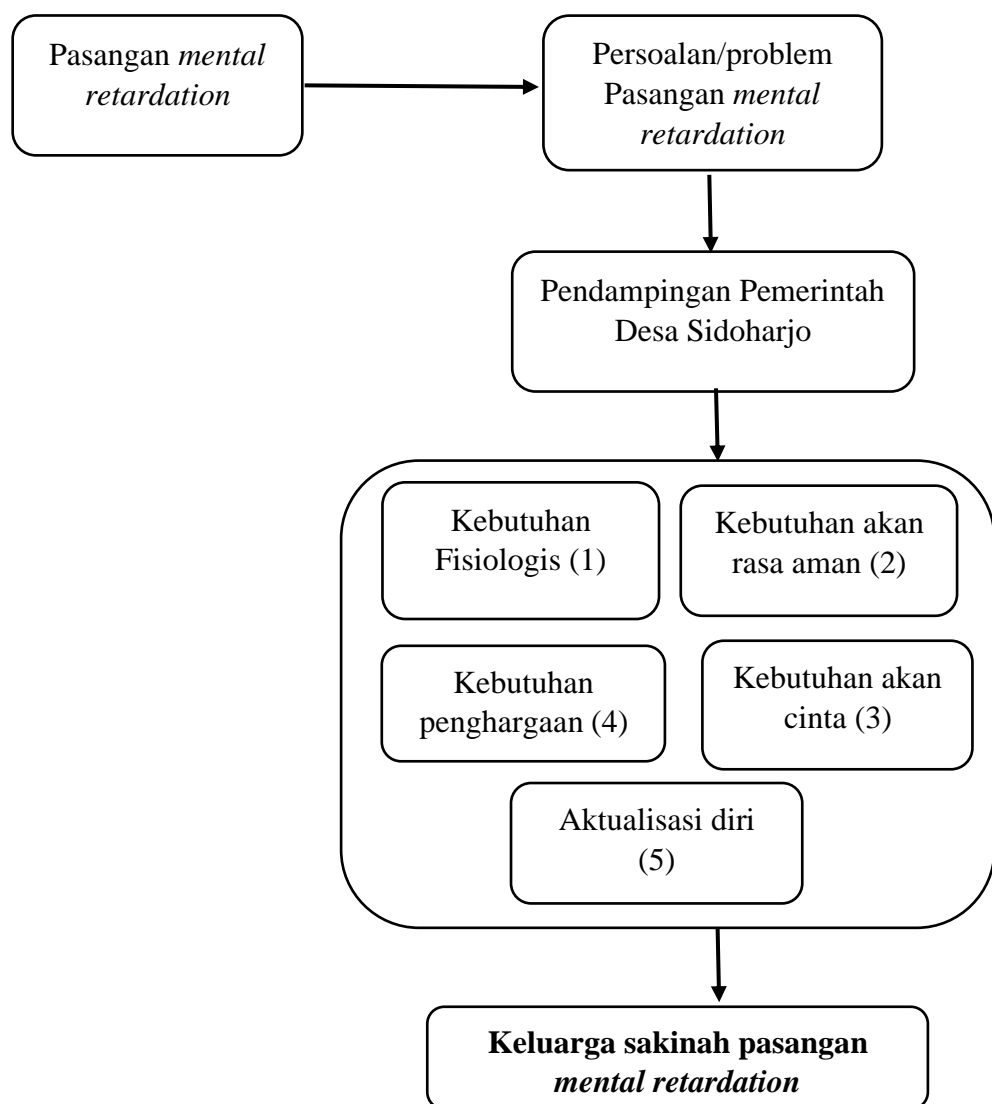 Pasangan mental
retardation
Persoalan/problem
Pasangan mental
retardation
Pendampingan Pemerintah
Desa Sidoharjo
Kebutuhan
Fisiologis (1)
Kebutuhan akan
rasa aman (2)
Kebutuhan
penghargaan (4)
Kebutuhan akan
cinta (3)
Aktualisasi diri
(5)
Keluarga sakinah pasangan
mental retardation